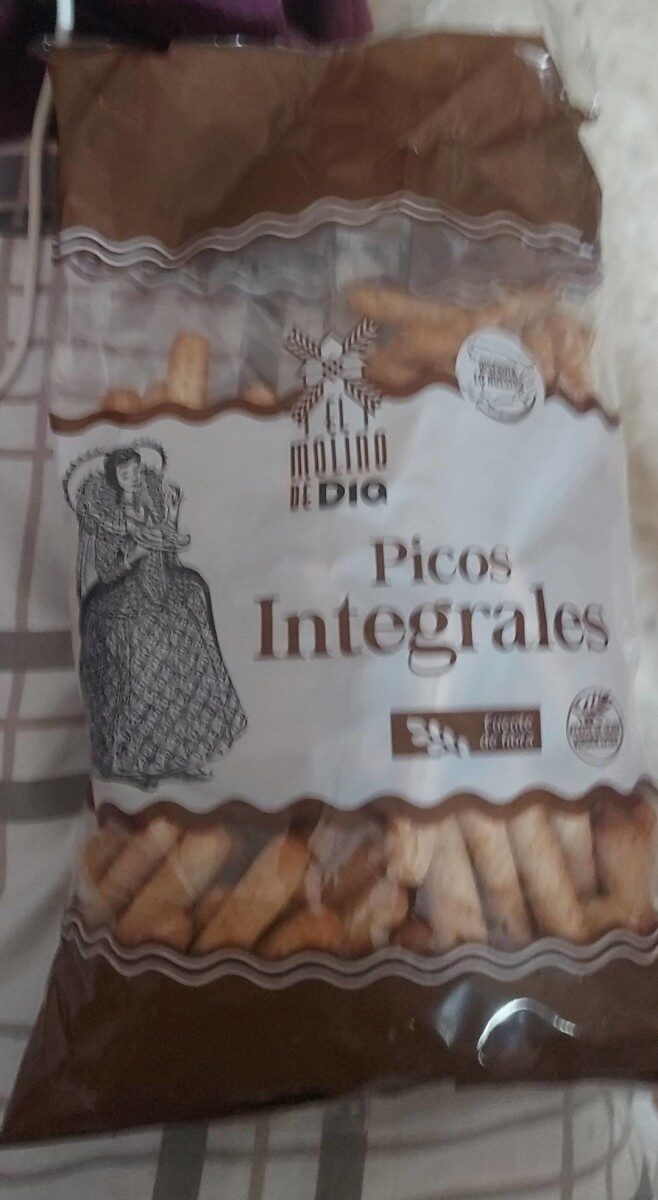 EL
MOLINO
DE DIA
Picos
Integrales
Fuente
de fibra